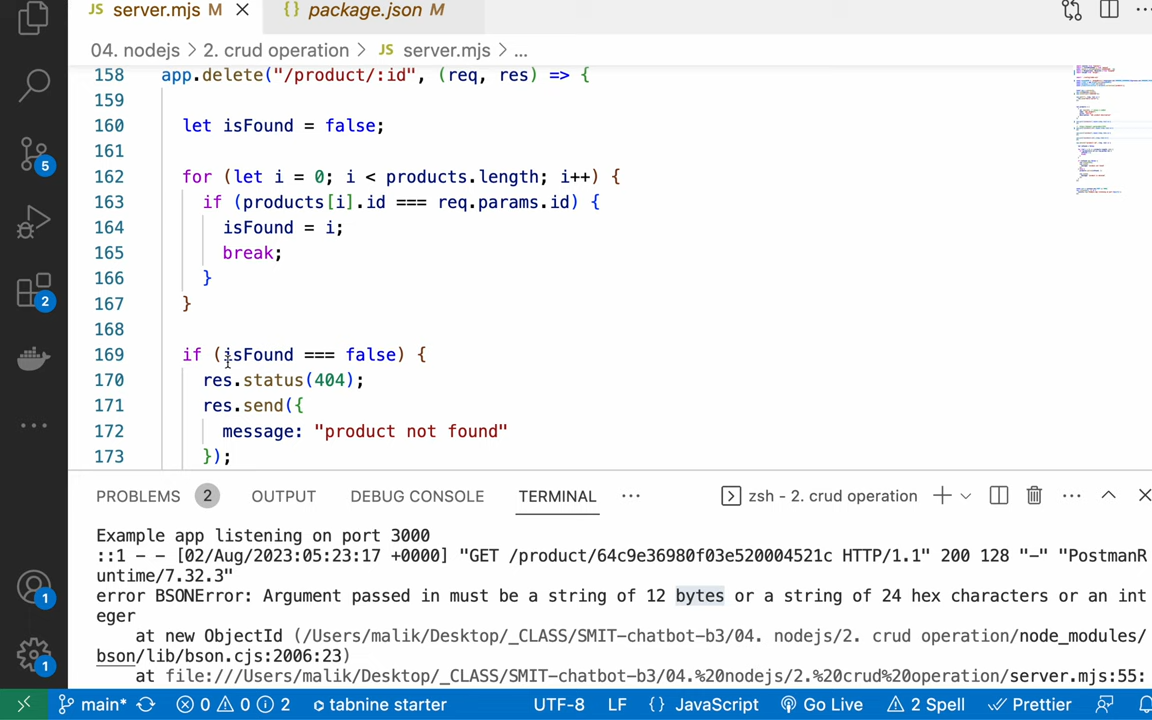 JS server.mjs M
{} package.json M
04. nodejs > 2. crud operation > JS server.mjs > ...
158 app.delete("/product/:id", (req, res) => {
159
160 let isFound = false;
161
162 for (let i = 0; i < products.length; i++) {
163 if (products[i].id === req.params.id) {
164 isFound = i;
165 break;
166 }
167 }
168
169 if (isFound === false) {
170 res.status(404);
171 res.send({
172 message: "product not found"
173 });
5
2
1
1
PROBLEMS 2 OUTPUT DEBUG CONSOLE TERMINAL ... zsh - 2. crud operation
Example app listening on port 3000
::1 - - [02/Aug/2023:05:23:17 +0000] "GET /product/64c9e36980f03e520004521c HTTP/1.1" 200 128 "-" "PostmanR
untime/7.32.3"
error BSONError: Argument passed in must be a string of 12 bytes or a string of 24 hex characters or an int
eger
at new ObjectId (/Users/malik/Desktop/_CLASS/SMIT-chatbot-b3/04. nodejs/2. crud operation/node_modules/
bson/lib/bson.cjs:2006:23)
at file:///Users/malik/Desktop/_CLASS/SMIT-chatbot-b3/04.%20nodejs/2.%20crud%20operation/server.mjs:55:
main* 0 0 2 tabnine starter UTF-8 LF {} JavaScript Go Live 2 Spell Prettier